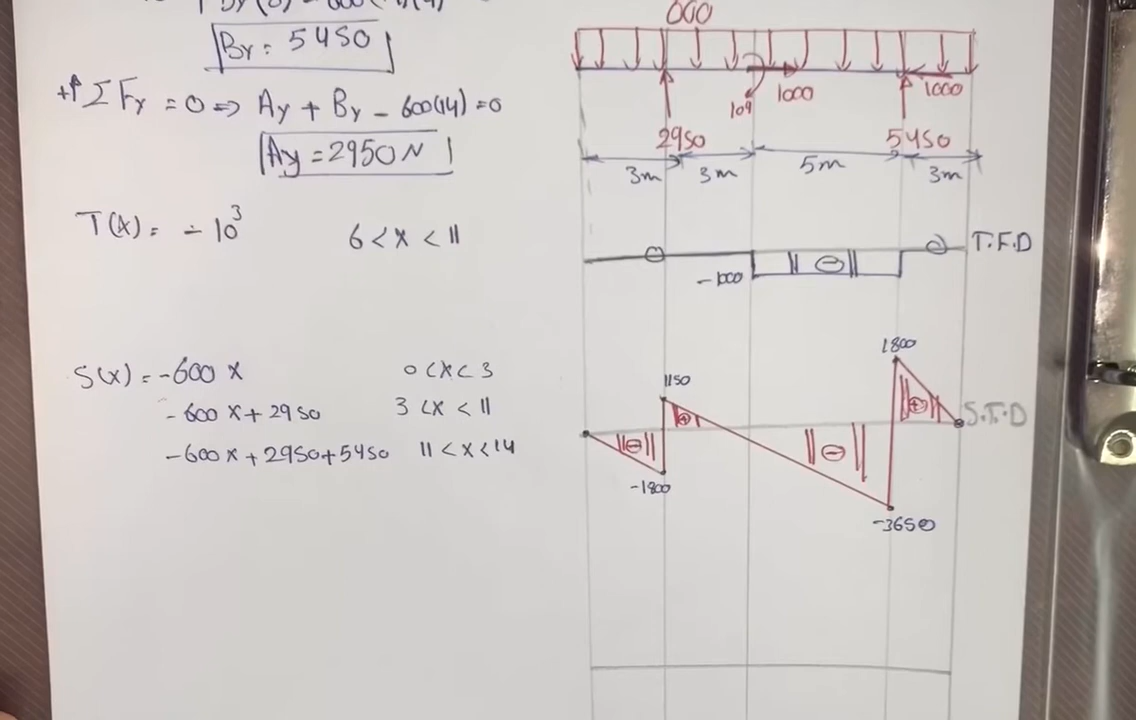 By = 5450
+↑ ΣFy = 0 ⇒ Ay + By - 600(14) = 0
Ay = 2950 N
T(x) = - 10³ 6 < x < 11
S(x) = -600 x 0 < x < 3
- 600 x + 2950 3 < x < 11
-600 x + 2950 + 5450 11 < x < 14
1000
1000
2950
5450
3m
3m
5m
3m
T.F.D
-1000
⊖
1800
1150
⊕
⊖
⊖
⊕
S.F.D
-1800
-3650